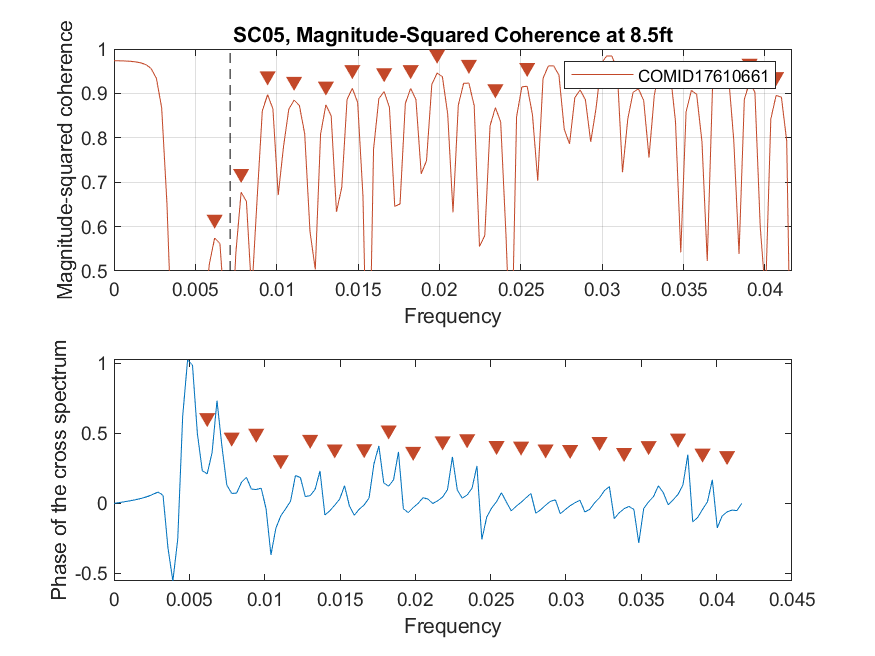 SC05, Magnitude-Squared Coherence at 8.5ft
Magnitude-squared coherence
1
0.9
0.8
0.7
0.6
0.5
COMID17610661
0 0.005 0.01 0.015 0.02 0.025 0.03 0.035 0.04
Frequency
Phase of the cross spectrum
1
0.5
0
-0.5
0 0.005 0.01 0.015 0.02 0.025 0.03 0.035 0.04 0.045
Frequency